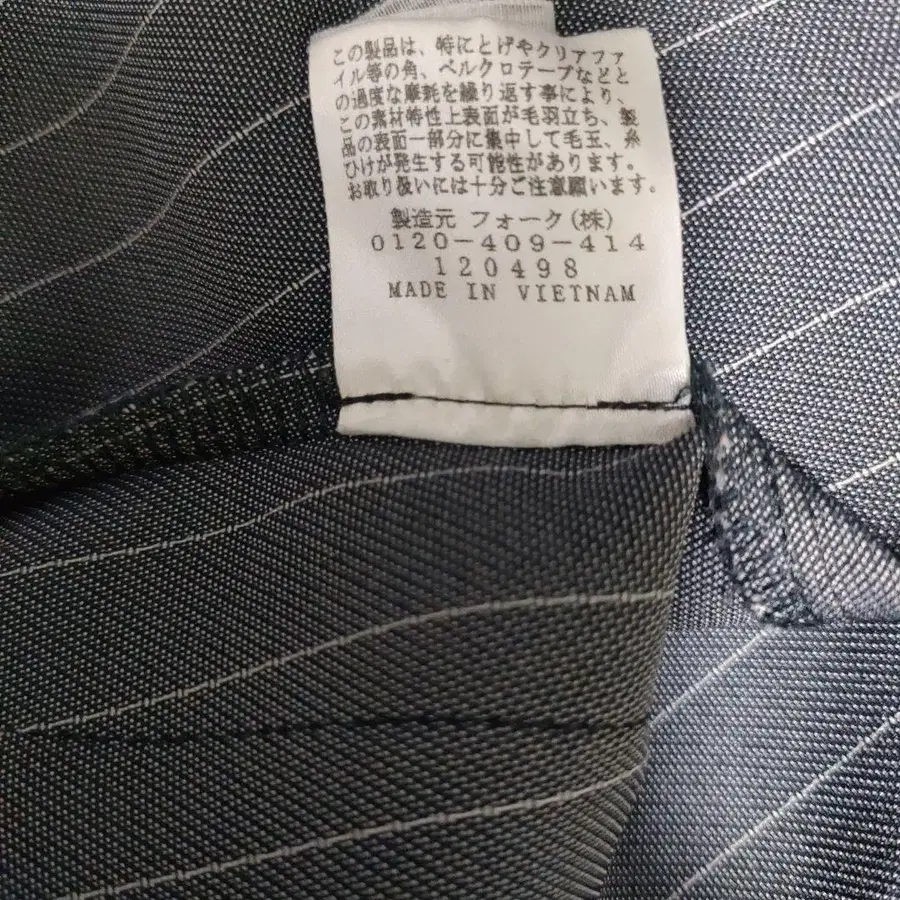 この製品は、特にとげやクリアファ
イル等の角、ベルクロテープなどと
の過度な摩耗を繰り返す事により、
この素材特性上表面が毛羽立ち、製
品の表面一部分に集中して毛玉、糸
ひけが発生する可能性があります。
お取り扱いには十分ご注意願います。
製造元 フォーク(株)
0120-409-414
120498
MADE IN VIETNAM